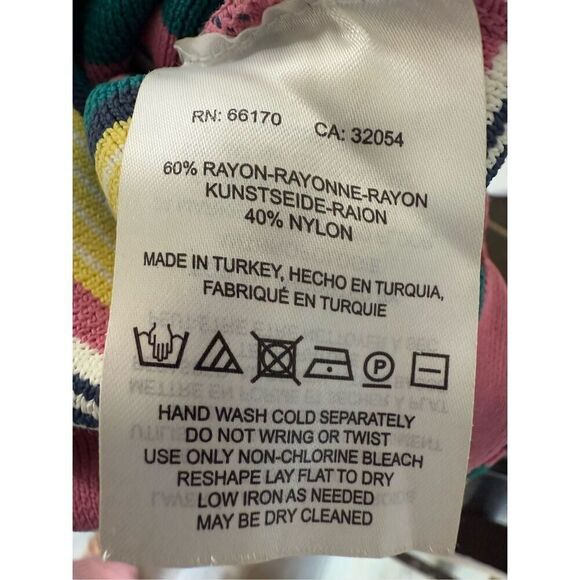 RN: 66170 CA: 32054
60% RAYON-RAYONNE-RAYON
KUNSTSEIDE-RAION
40% NYLON
MADE IN TURKEY, HECHO EN TURQUIA,
FABRIQUÉ EN TURQUIE
P
HAND WASH COLD SEPARATELY
DO NOT WRING OR TWIST
USE ONLY NON-CHLORINE BLEACH
RESHAPE LAY FLAT TO DRY
LOW IRON AS NEEDED
MAY BE DRY CLEANED